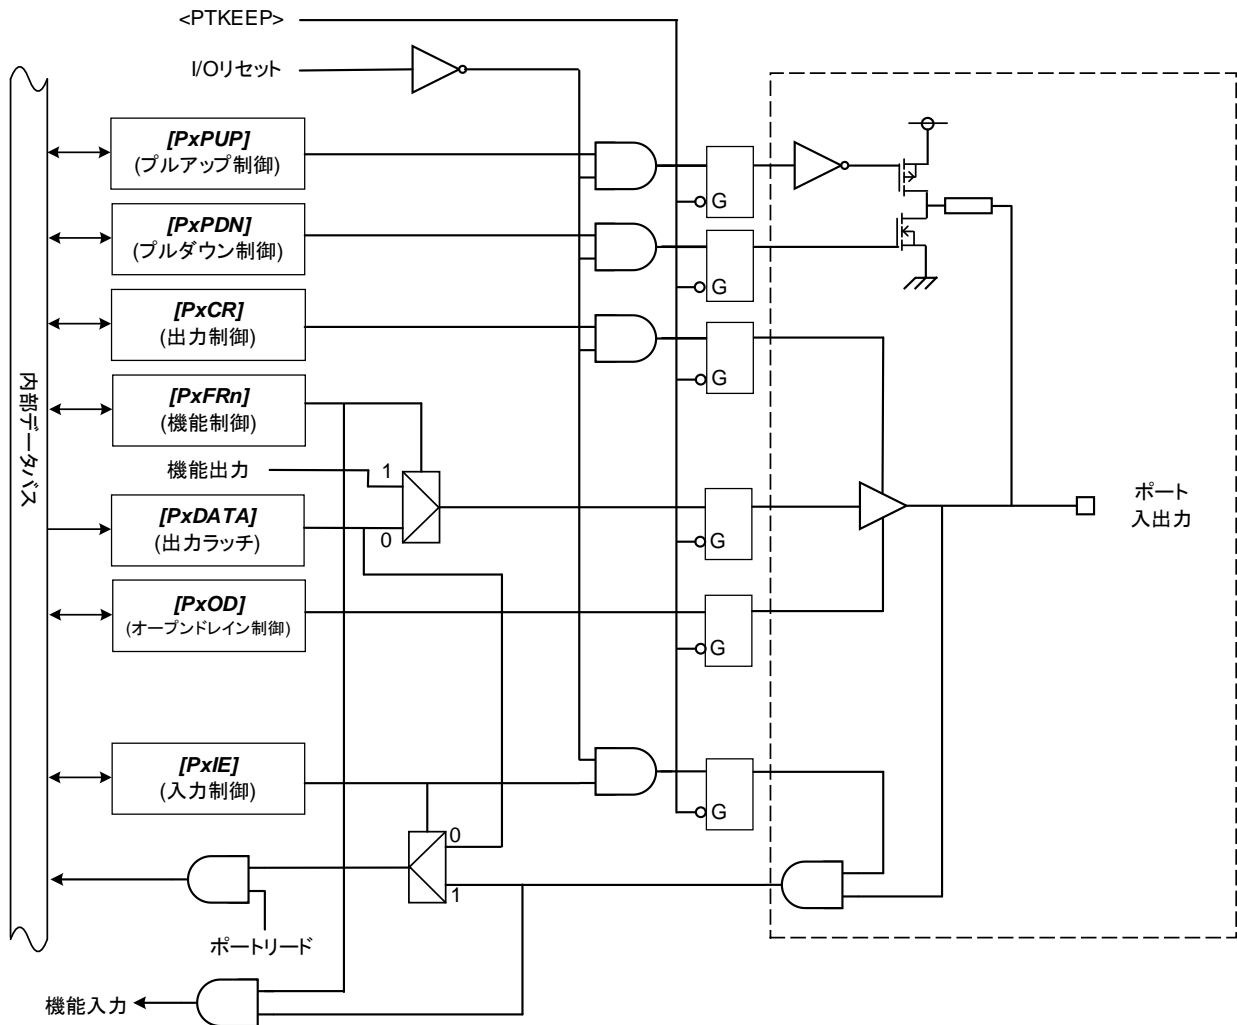 <PTKEEP>
I/Oリセット
[PxPUP]
(プルアップ制御)
G
[PxPDN]
(プルダウン制御)
G
[PxCR]
(出力制御)
G
内部データバス
[PxFRn]
(機能制御)
機能出力
1
[PxDATA]
(出力ラッチ)
0
G
ポート
入出力
[PxOD]
(オープンドレイン制御)
G
[PxIE]
(入力制御)
G
0
1
ポートリード
機能入力